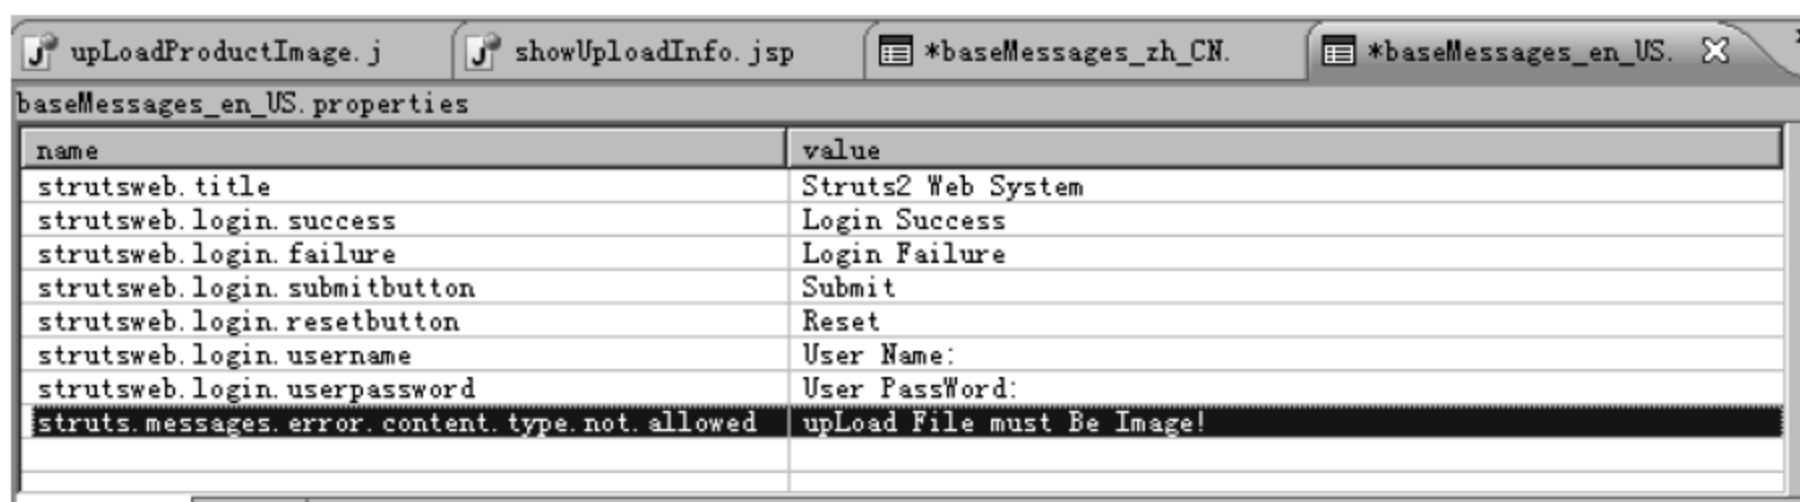 upLoadProductImage.j showUploadInfo.jsp *baseMessages_zh_CN. *baseMessages_en_US.
baseMessages_en_US.properties
name value
strutsweb.title Struts2 Web System
strutsweb.login.success Login Success
strutsweb.login.failure Login Failure
strutsweb.login.submitbutton Submit
strutsweb.login.resetbutton Reset
strutsweb.login.username User Name:
strutsweb.login.userpassword User PassWord:
struts.messages.error.content.type.not.allowed upLoad File must Be Image!